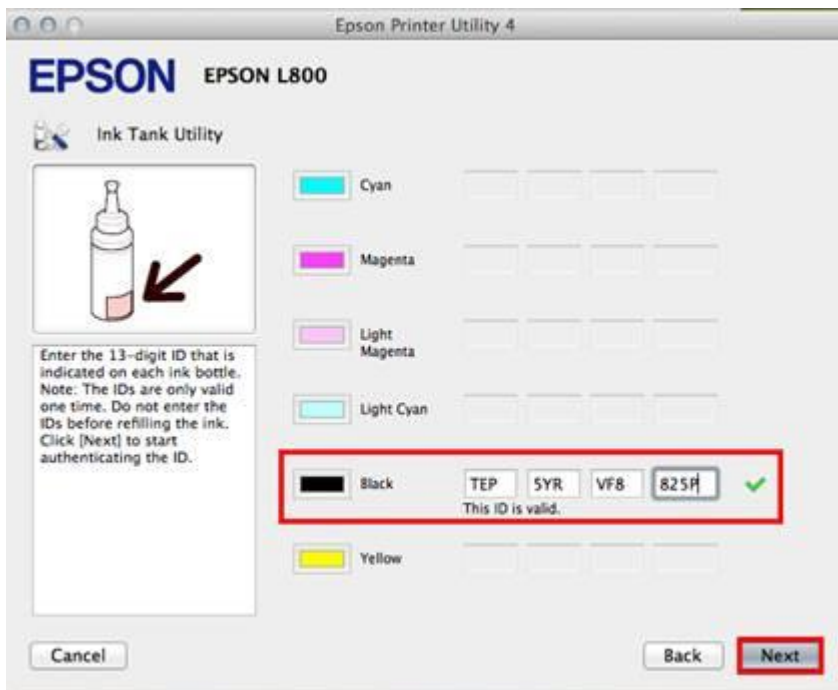 Epson Printer Utility 4
EPSON EPSON L800
Ink Tank Utility
Cyan
Magenta
Light
Magenta
Light Cyan
Black TEP 5YR VF8 825P
This ID is valid.
Yellow
Enter the 13-digit ID that is
indicated on each ink bottle.
Note: The IDs are only valid
one time. Do not enter the
IDs before refilling the ink.
Click [Next] to start
authenticating the ID.
Cancel Back Next